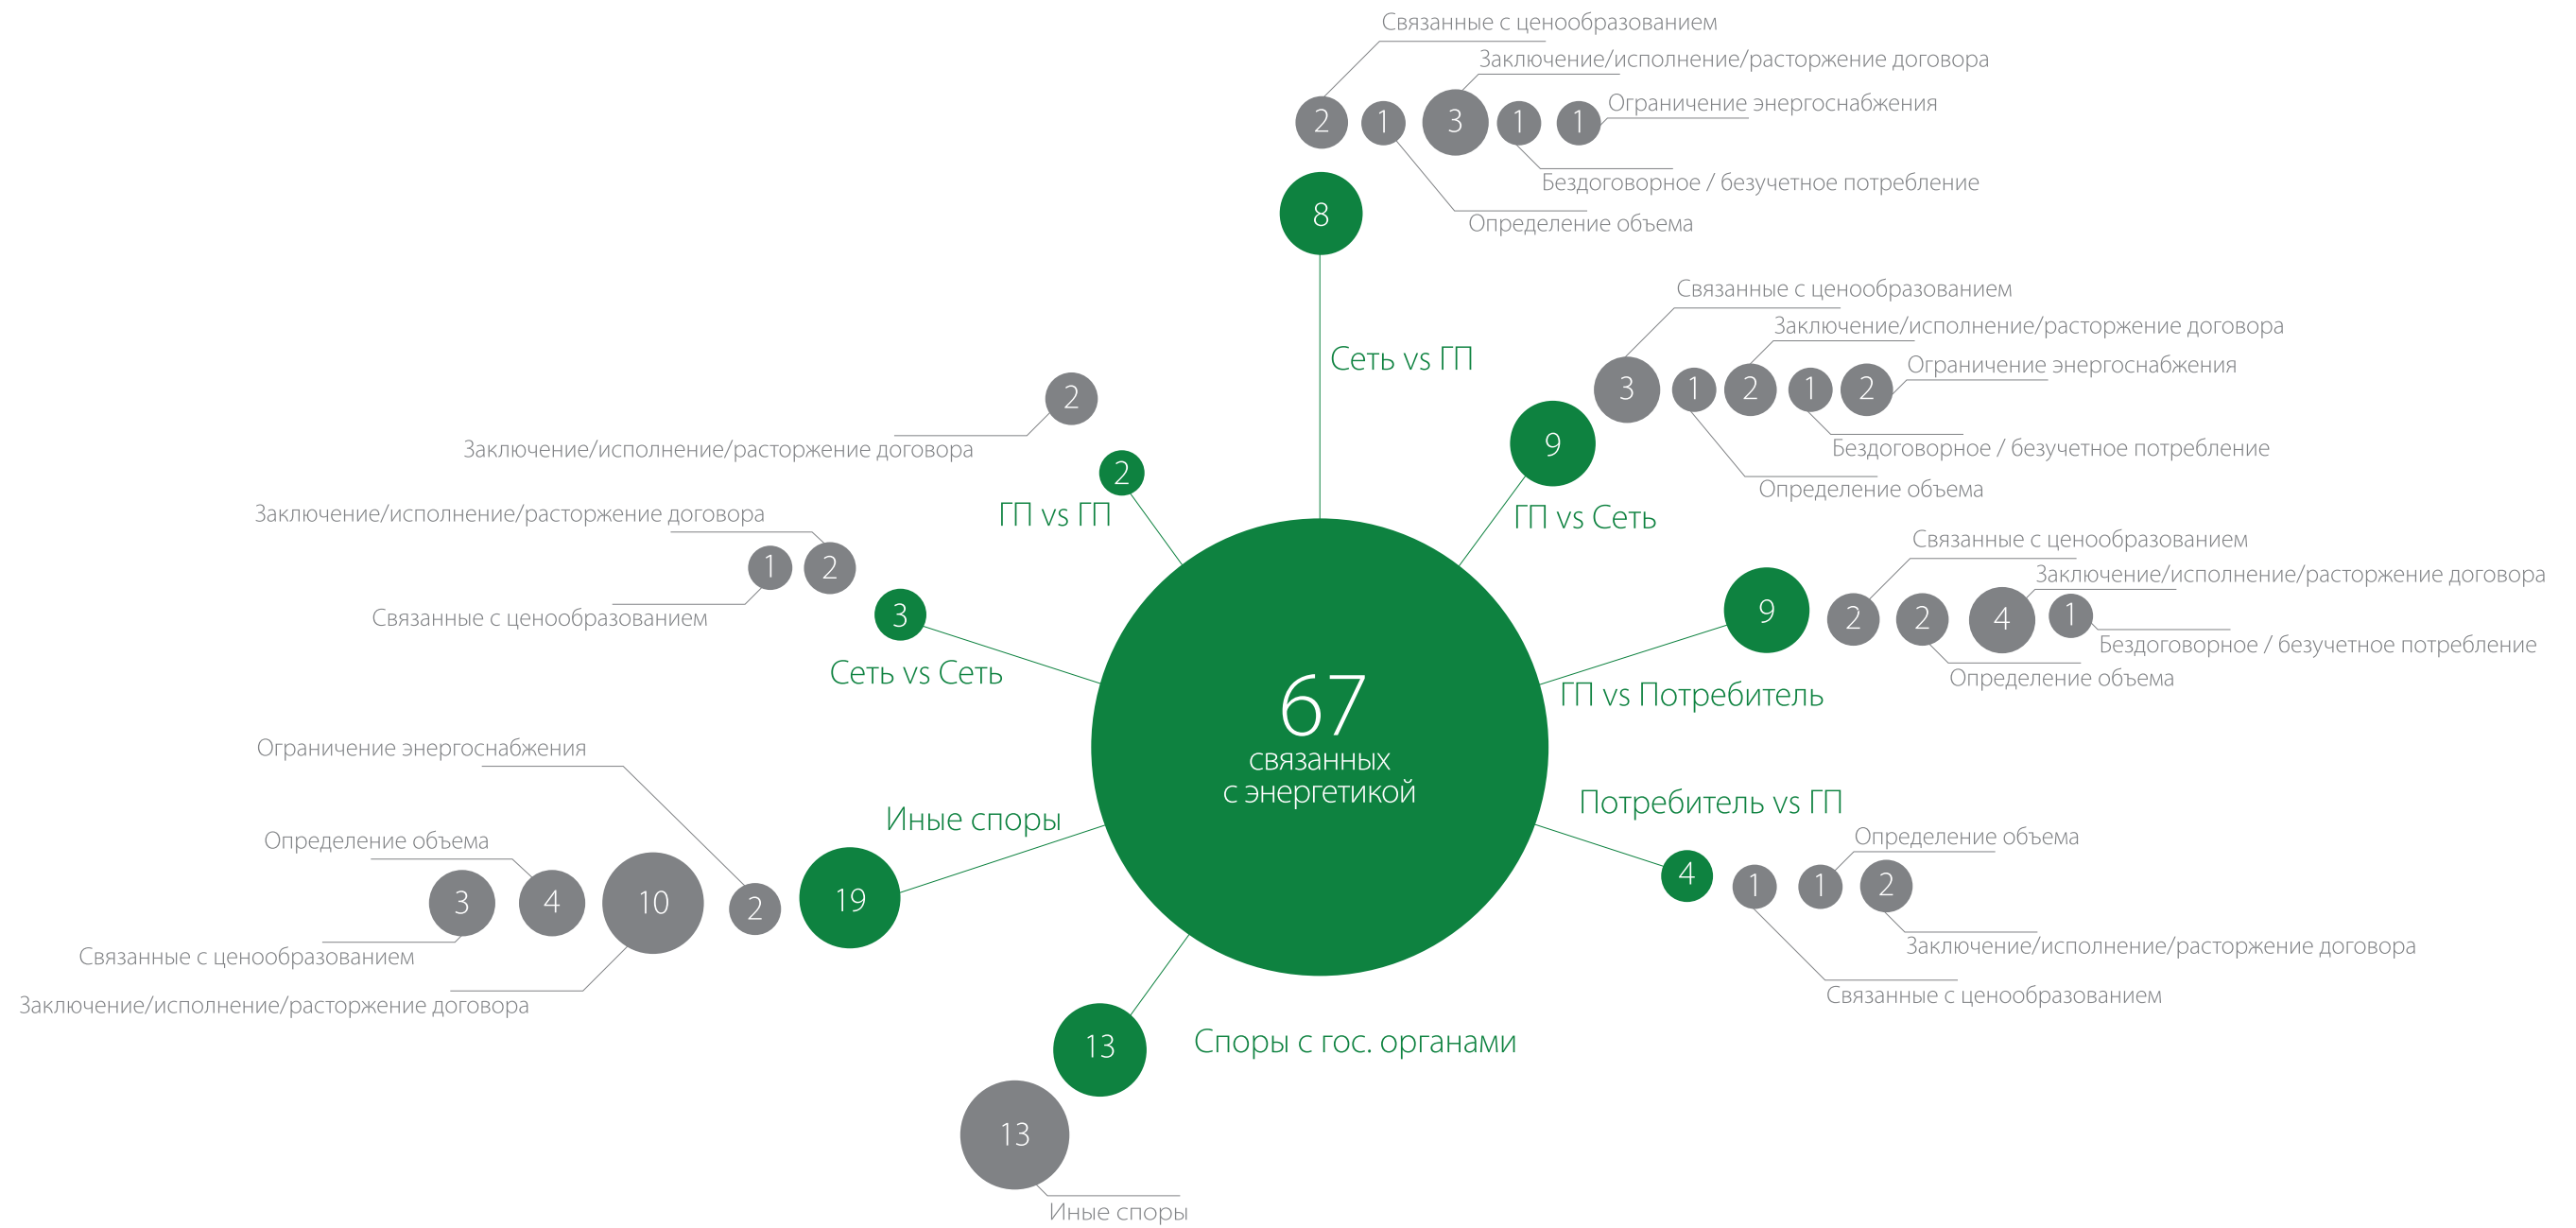 Связанные с ценообразованием
Заключение/исполнение/расторжение договора
Ограничение энергоснабжения
2
1
3
1
1
Бездоговорное / безучетное потребление
Определение объема
8
Сеть vs ГП
Связанные с ценообразованием
Заключение/исполнение/расторжение договора
Ограничение энергоснабжения
3
1
2
1
2
Бездоговорное / безучетное потребление
Определение объема
9
ГП vs Сеть
Связанные с ценообразованием
Заключение/исполнение/расторжение договора
9
2
2
4
1
Бездоговорное / безучетное потребление
Определение объема
ГП vs Потребитель
Потребитель vs ГП
Определение объема
4
1
1
2
Заключение/исполнение/расторжение договора
Связанные с ценообразованием
67
связанных
с энергетикой
Споры с гос. органами
13
13
Иные споры
Иные споры
19
Ограничение энергоснабжения
Определение объема
3
4
10
2
Связанные с ценообразованием
Заключение/исполнение/расторжение договора
Заключение/исполнение/расторжение договора
1
2
Связанные с ценообразованием
3
Сеть vs Сеть
2
Заключение/исполнение/расторжение договора
2
ГП vs ГП